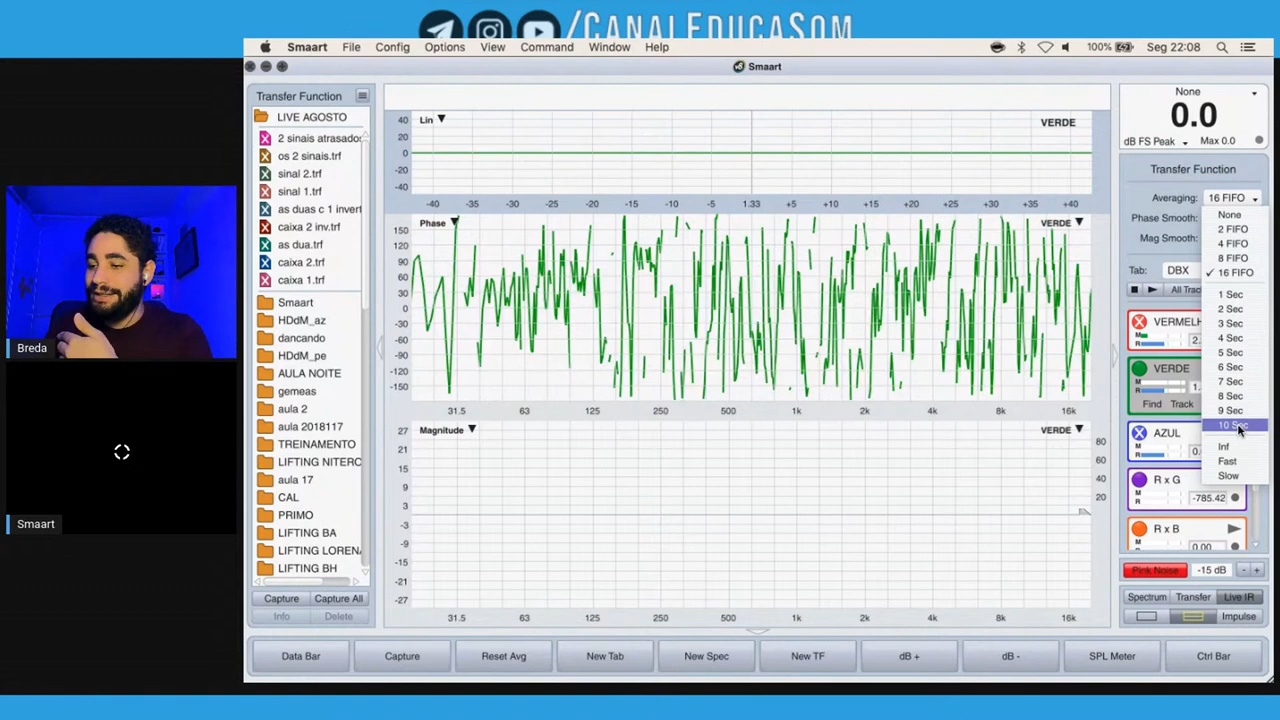 /CANALEDUCASOM
Smaart File Config Options View Command Window Help 100% Seg 22:08
Smaart
Transfer Function
LIVE AGOSTO
2 sinais atrasados
os 2 sinais.trf
sinal 2.trf
sinal 1.trf
as duas c 1 invert
caixa 2 inv.trf
as dua.trf
caixa 2.trf
caixa 1.trf
Smaart
HDdM_az
dancando
HDdM_pe
AULA NOITE
gemeas
aula 2
aula 2018117
TREINAMENTO
LIFTING NITERO
aula 17
CAL
PRIMO
LIFTING BA
LIFTING LOREN
LIFTING BH
Capture Capture All
Info Delete
Lin VERDE
40
20
0
-20
-40
-40 -30 -20 -10 -5 1.33 +5 +10 +20 +30 +40
Phase VERDE
150
120
90
60
30
0
-30
-60
-90
-120
-150
31.5 63 125 250 500 1k 2k 4k 8k 16k
Magnitude VERDE
27
21
15
9
3
-3
-9
-15
-21
-27
80
60
40
20
31.5 63 125 250 500 1k 2k 4k 8k 16k
None
0.0
dB FS Peak Max 0.0
Transfer Function
Averaging: 16 FIFO
Phase Smooth:
Mag Smooth:
Tab: DBX
All Trac
None
2 FIFO
4 FIFO
8 FIFO
✓ 16 FIFO
1 Sec
2 Sec
3 Sec
4 Sec
5 Sec
6 Sec
7 Sec
8 Sec
9 Sec
10 Sec
Inf
Fast
Slow
VERMELH
M
R 2.
VERDE
M
R 1.
Find Track
AZUL
M
R 0.
R x G
M
R -785.42
R x B
M
R 0.00
Pink Noise -15 dB - +
Spectrum Transfer Live IR
Impulse
Data Bar Capture Reset Avg New Tab New Spec New TF dB + dB - SPL Meter Ctrl Bar
Breda
Smaart